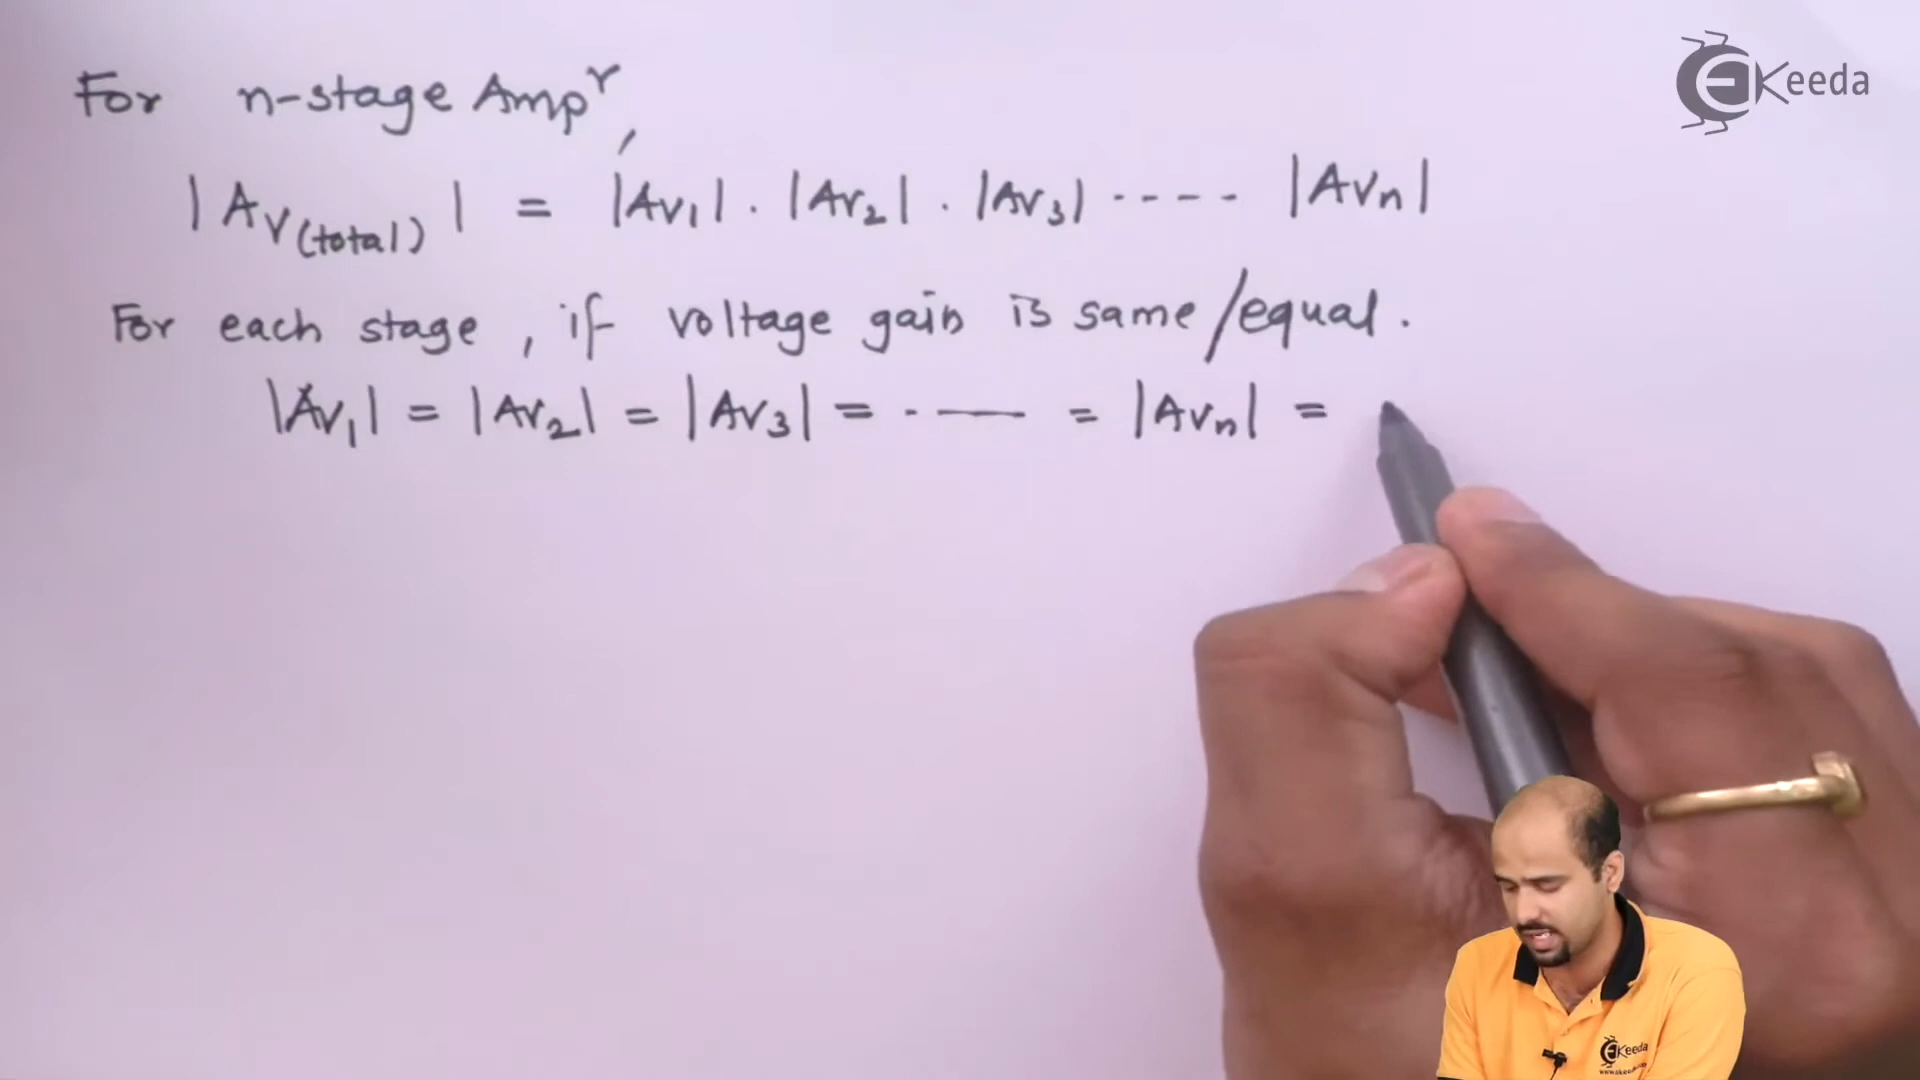 EKeeda
For n-stage Ampʳ,
|Av(total)| = |Av₁| . |Av₂| . |Av₃| ---- |Avn|
For each stage, if voltage gain is same/equal.
|Av₁| = |Av₂| = |Av₃| = - — = |Avn| =
EKeeda